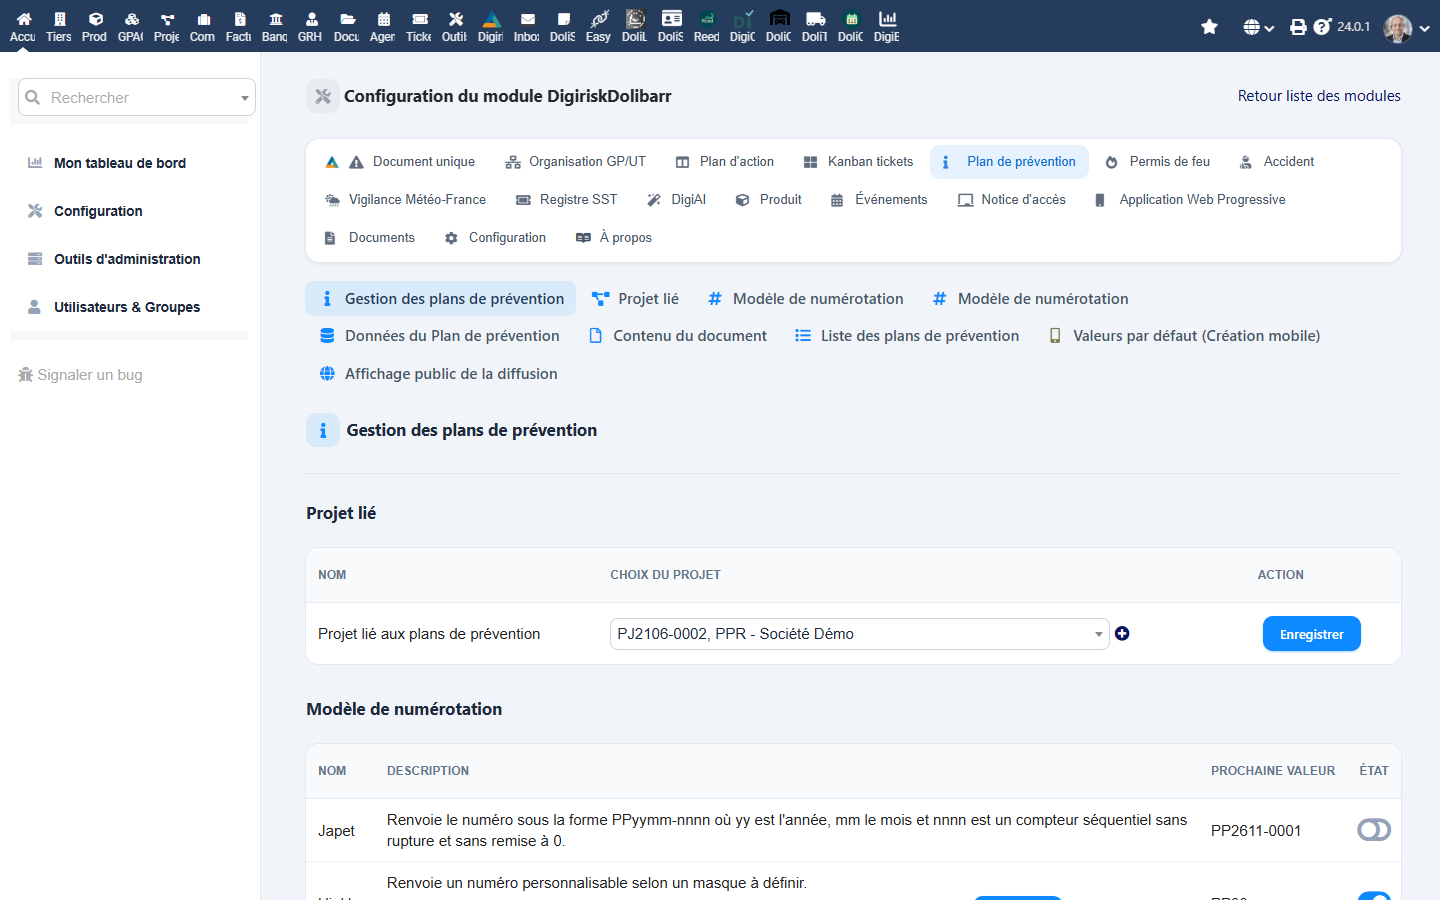 Accu Tiers Prod GPA Proje Com Factu Banq GRH Docu Agen Ticke Outil Digiri Inbox DoliS Easy DoliL DoliS Reed DigiC DoliC DoliT DoliC DigiE
24.0.1
Rechercher
Mon tableau de bord
Configuration
Outils d'administration
Utilisateurs & Groupes
Signaler un bug
Configuration du module DigiriskDolibarr
Retour liste des modules
Document unique Organisation GP/UT Plan d'action Kanban tickets Plan de prévention Permis de feu Accident
Vigilance Météo-France Registre SST DigiAI Produit Événements Notice d'accès Application Web Progressive
Documents Configuration À propos
Gestion des plans de prévention Projet lié Modèle de numérotation Modèle de numérotation
Données du Plan de prévention Contenu du document Liste des plans de prévention Valeurs par défaut (Création mobile)
Affichage public de la diffusion
Gestion des plans de prévention
Projet lié
NOM CHOIX DU PROJET ACTION
Projet lié aux plans de prévention PJ2106-0002, PPR - Société Démo Enregistrer
Modèle de numérotation
NOM DESCRIPTION PROCHAINE VALEUR ÉTAT
Japet Renvoie le numéro sous la forme PPyymm-nnnn où yy est l'année, mm le mois et nnnn est un compteur séquentiel sans rupture et sans remise à 0. PP2611-0001
Renvoie un numéro personnalisable selon un masque à définir.